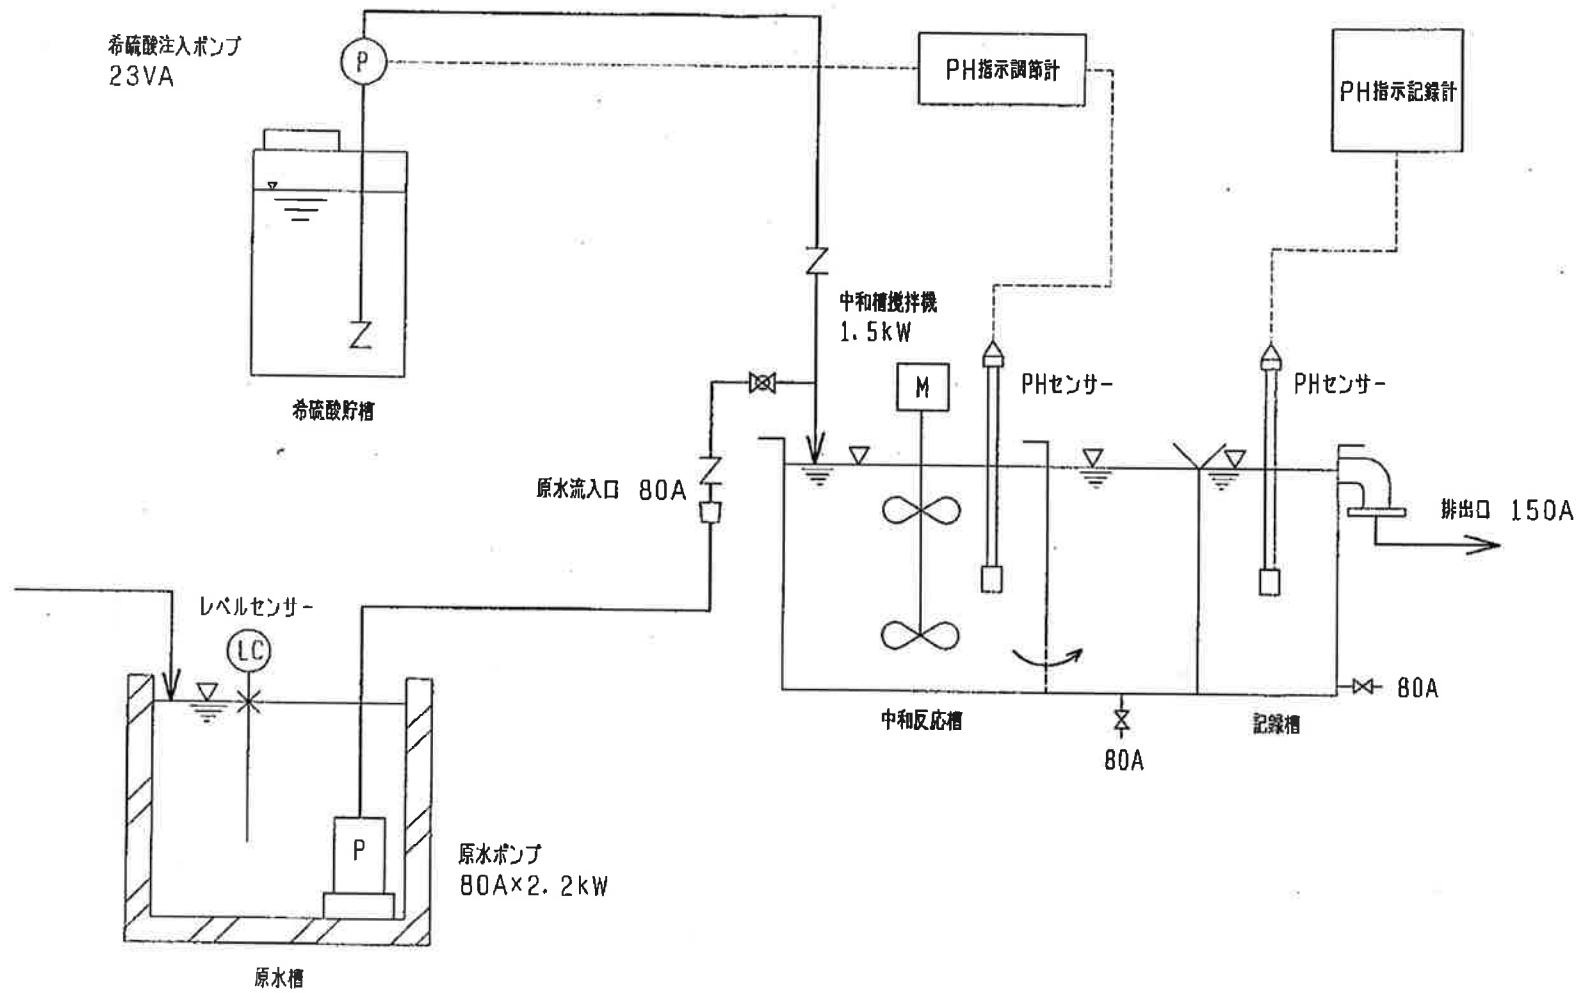 希硫酸注入ポンプ
23VA
P
PH指示調節計
PH指示記録計
希硫酸貯槽
中和槽攪拌機
1.5kW
M
PHセンサー
PHセンサー
原水流入口 80A
排出口 150A
レベルセンサー
LC
80A
中和反応槽
記録槽
80A
P
原水ポンプ
80A×2.2kW
原水槽